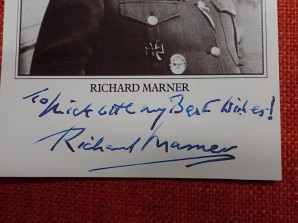 RICHARD MARNER
To Nick with my Best Wishes!
Richard Marner